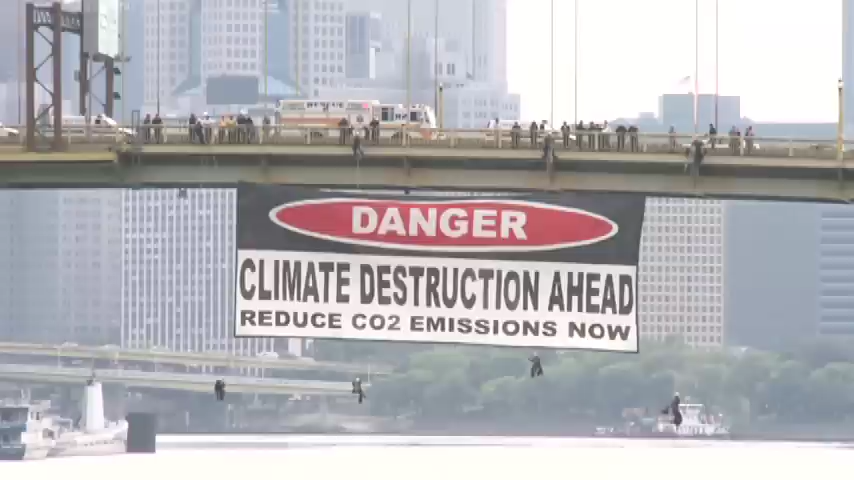 DANGER
CLIMATE DESTRUCTION AHEAD
REDUCE CO2 EMISSIONS NOW